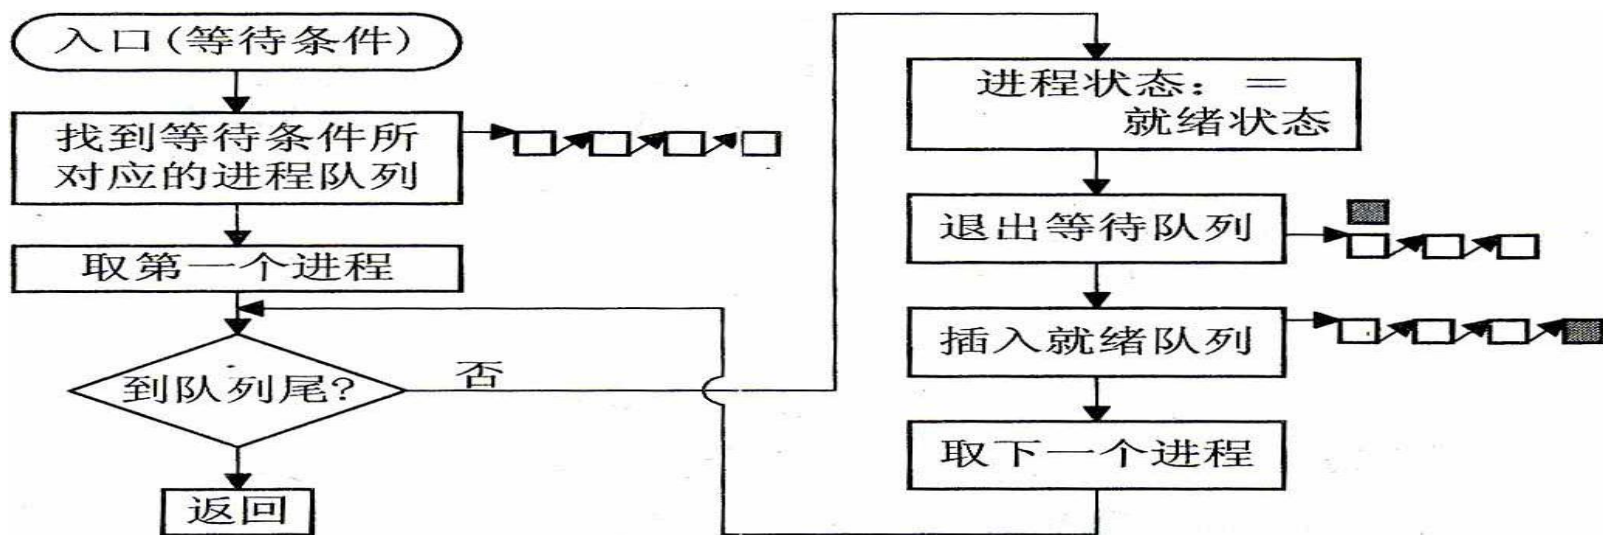 入口(等待条件)
找到等待条件所
对应的进程队列
取第一个进程
到队列尾?
否
返回
进程状态: =
就绪状态
退出等待队列
插入就绪队列
取下一个进程